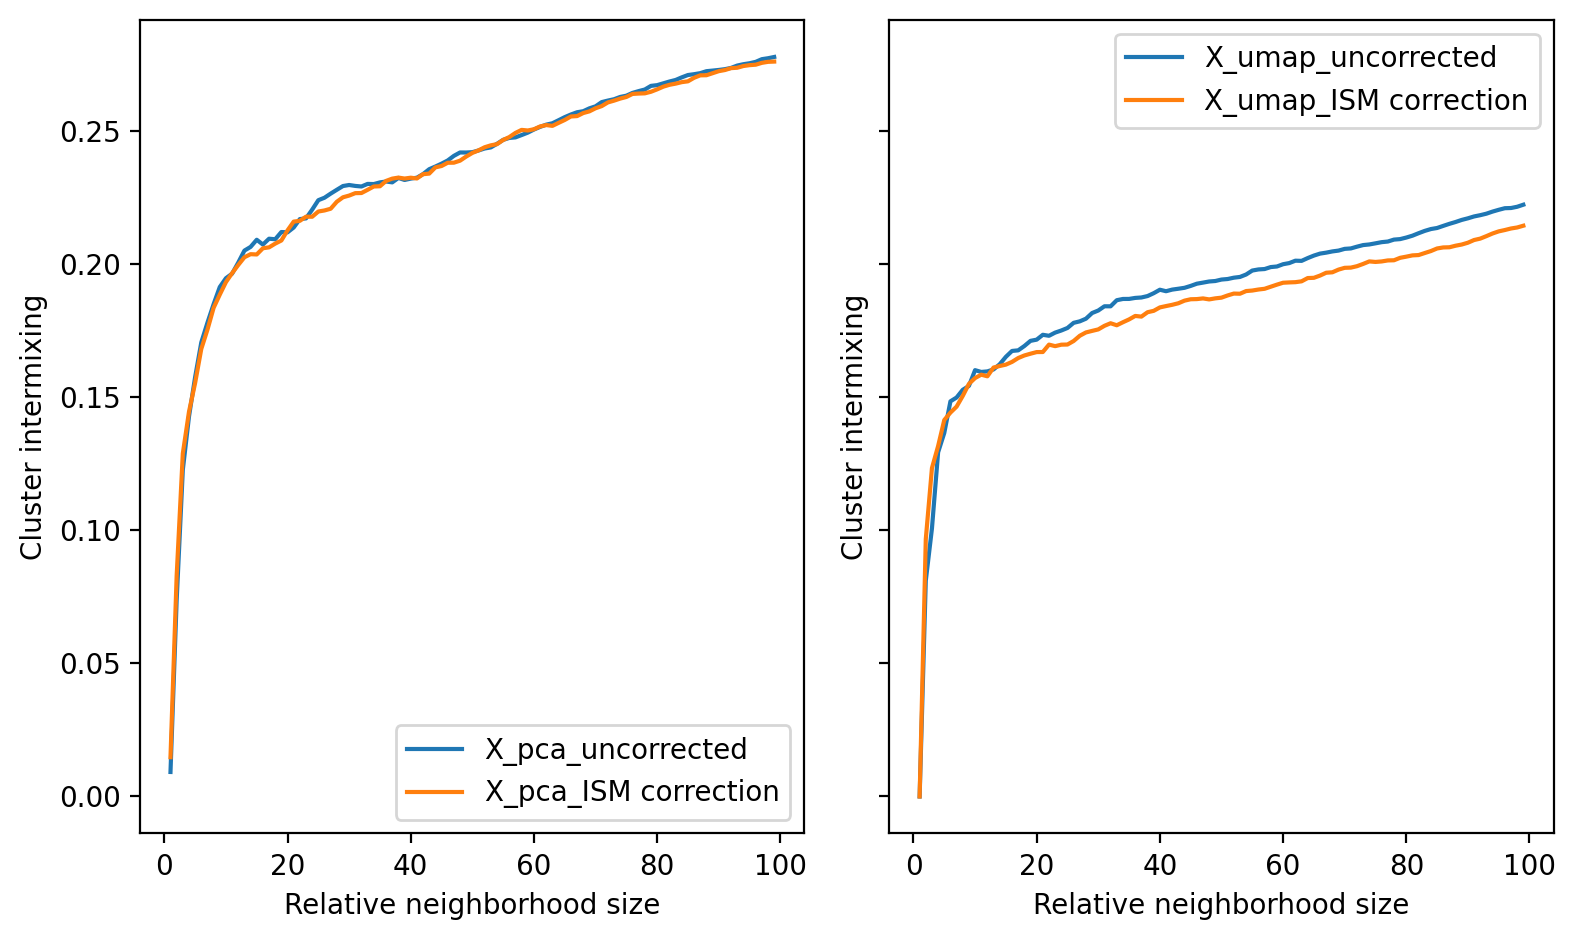 Cluster intermixing
0.25
0.20
0.15
0.10
0.05
0.00
X_pca_uncorrected
X_pca_ISM correction
0 20 40 60 80 100
Relative neighborhood size
Cluster intermixing
X_umap_uncorrected
X_umap_ISM correction
0 20 40 60 80 100
Relative neighborhood size